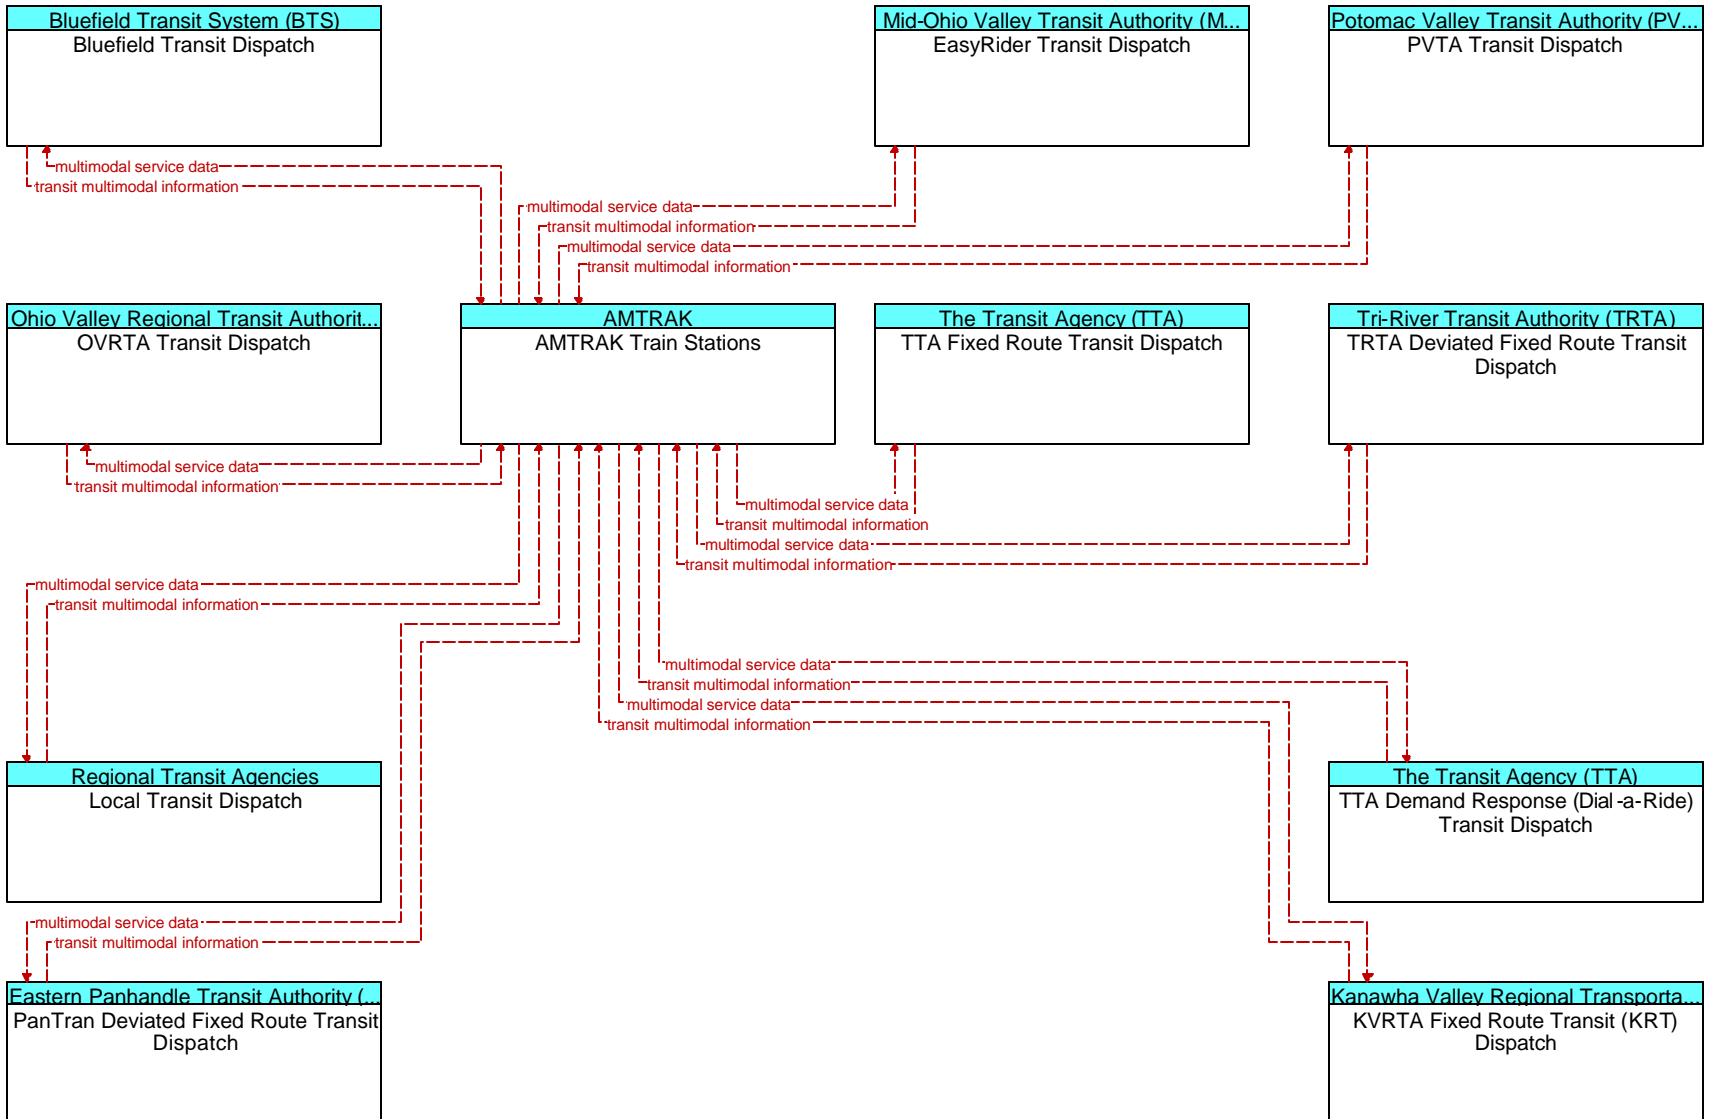 Bluefield Transit System (BTS)
Bluefield Transit Dispatch
Mid-Ohio Valley Transit Authority (M...
EasyRider Transit Dispatch
Potomac Valley Transit Authority (PV...
PVTA Transit Dispatch
multimodal service data
transit multimodal information
multimodal service data
transit multimodal information
multimodal service data
transit multimodal information
Ohio Valley Regional Transit Authorit...
OVRTA Transit Dispatch
AMTRAK
AMTRAK Train Stations
The Transit Agency (TTA)
TTA Fixed Route Transit Dispatch
Tri-River Transit Authority (TRTA)
TRTA Deviated Fixed Route Transit
Dispatch
multimodal service data
transit multimodal information
multimodal service data
transit multimodal information
multimodal service data
transit multimodal information
multimodal service data
transit multimodal information
multimodal service data
transit multimodal information
multimodal service data
transit multimodal information
Regional Transit Agencies
Local Transit Dispatch
The Transit Agency (TTA)
TTA Demand Response (Dial-a-Ride)
Transit Dispatch
multimodal service data
transit multimodal information
Eastern Panhandle Transit Authority (...
PanTran Deviated Fixed Route Transit
Dispatch
Kanawha Valley Regional Transporta...
KVRTA Fixed Route Transit (KRT)
Dispatch